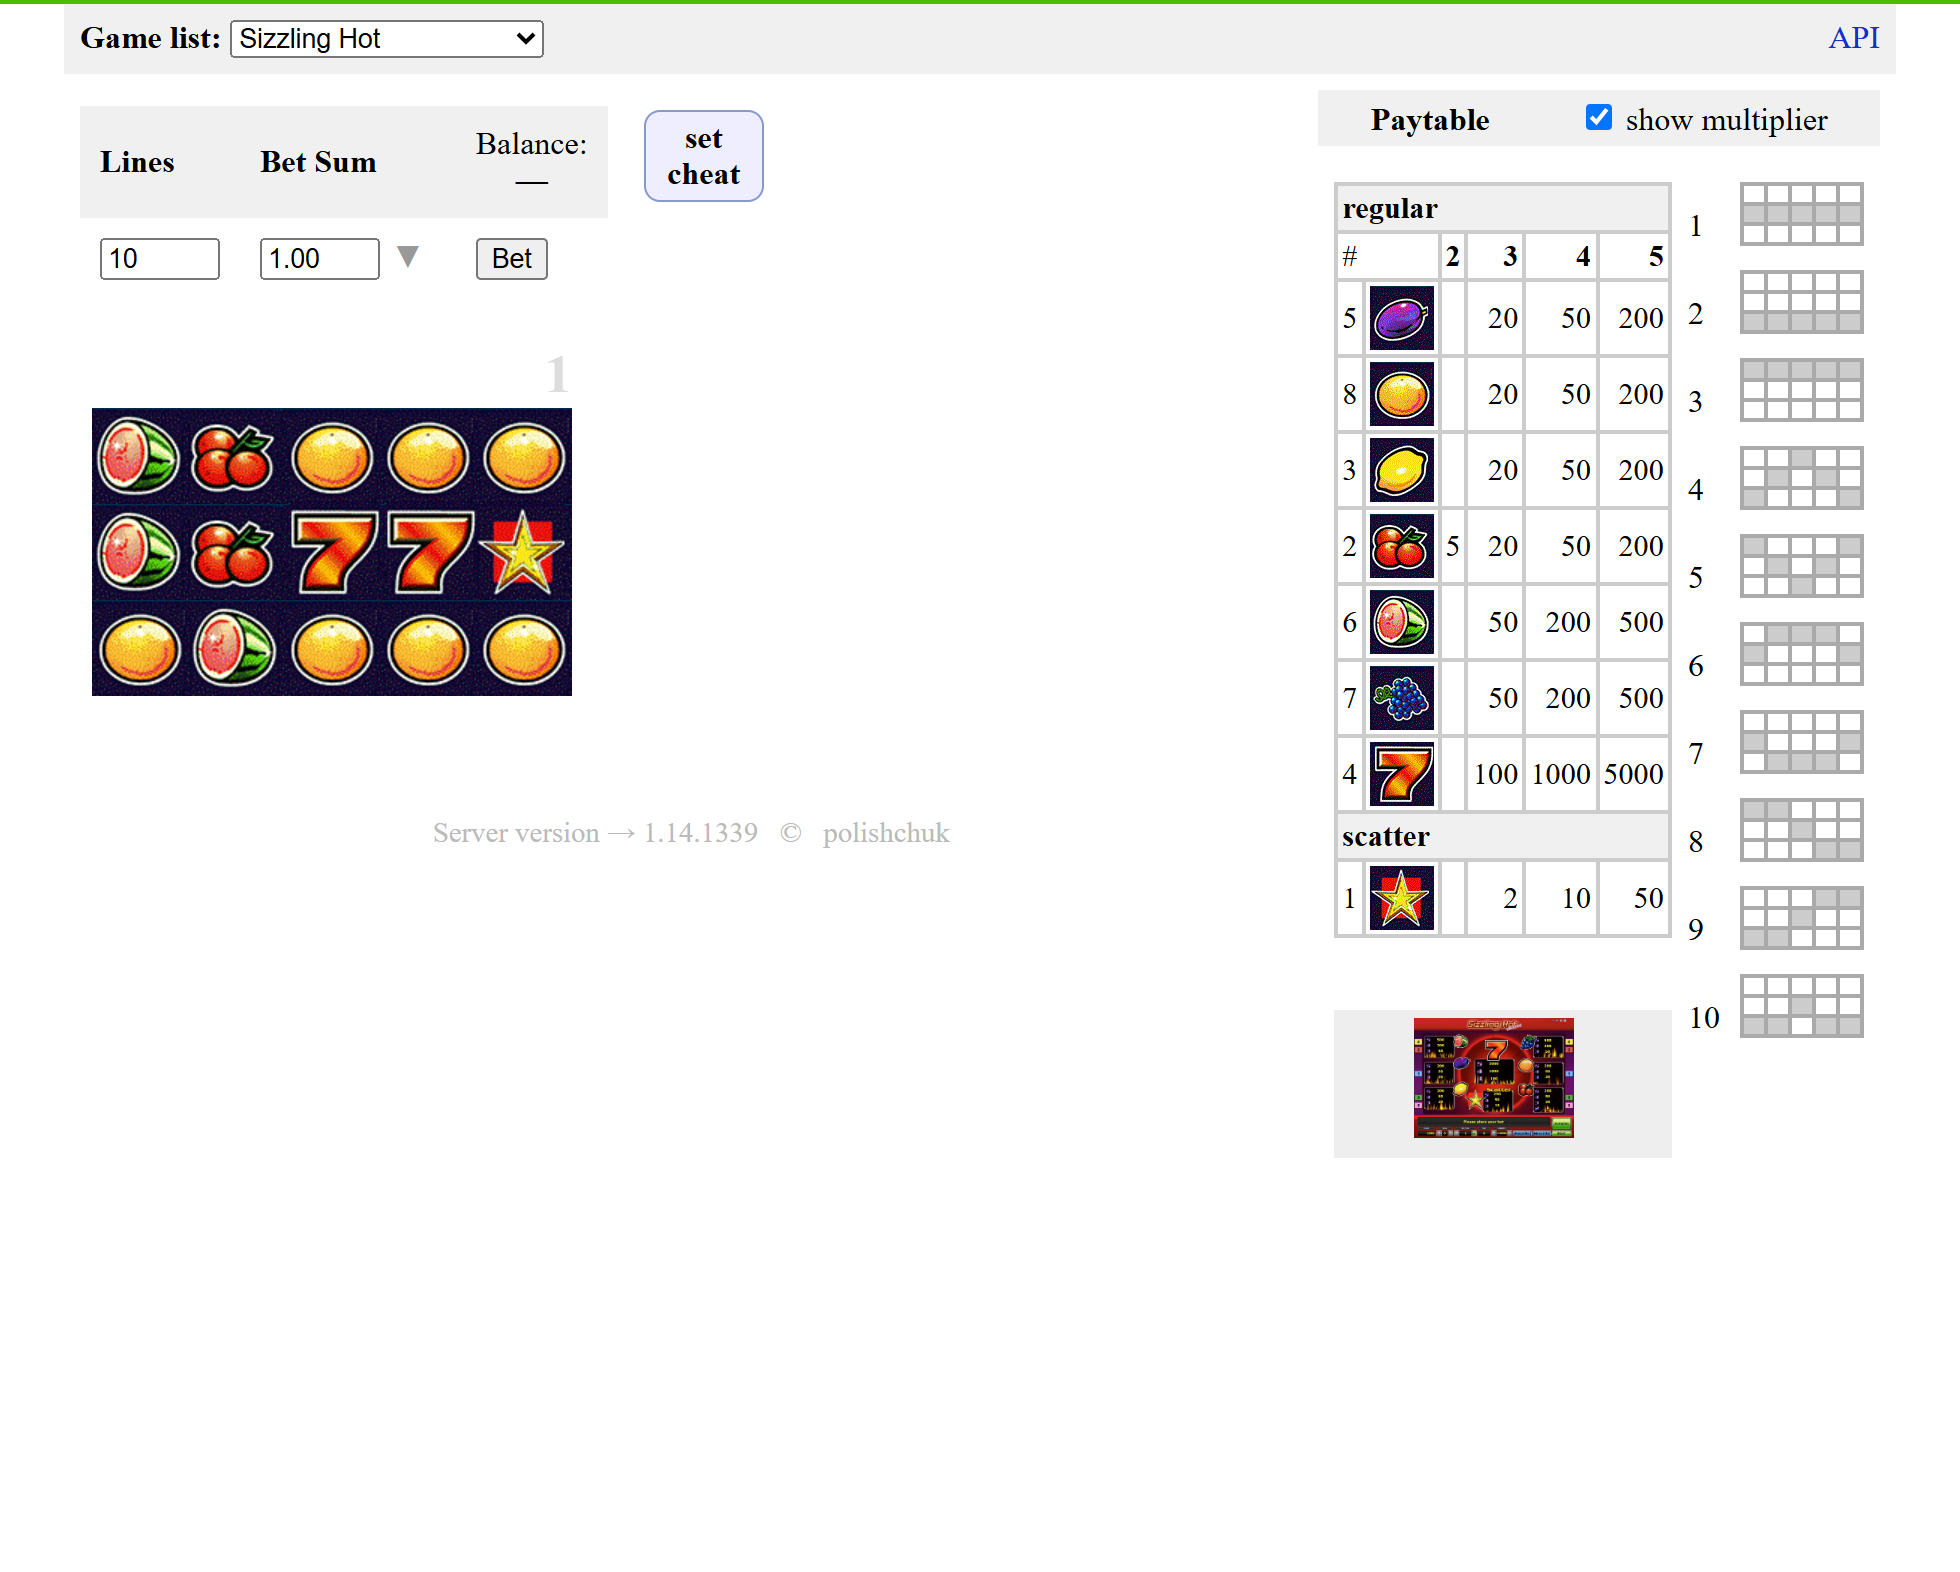 Game list: Sizzling Hot
API
Lines Bet Sum Balance:
—
set
cheat
10 1.00 ▼ Bet
1
Server version → 1.14.1339 © polishchuk
Paytable show multiplier
regular
# 2 3 4 5
5 20 50 200
8 20 50 200
3 20 50 200
2 5 20 50 200
6 50 200 500
7 50 200 500
4 100 1000 5000
scatter
1 2 10 50
1
2
3
4
5
6
7
8
9
10
Sizzling Hot